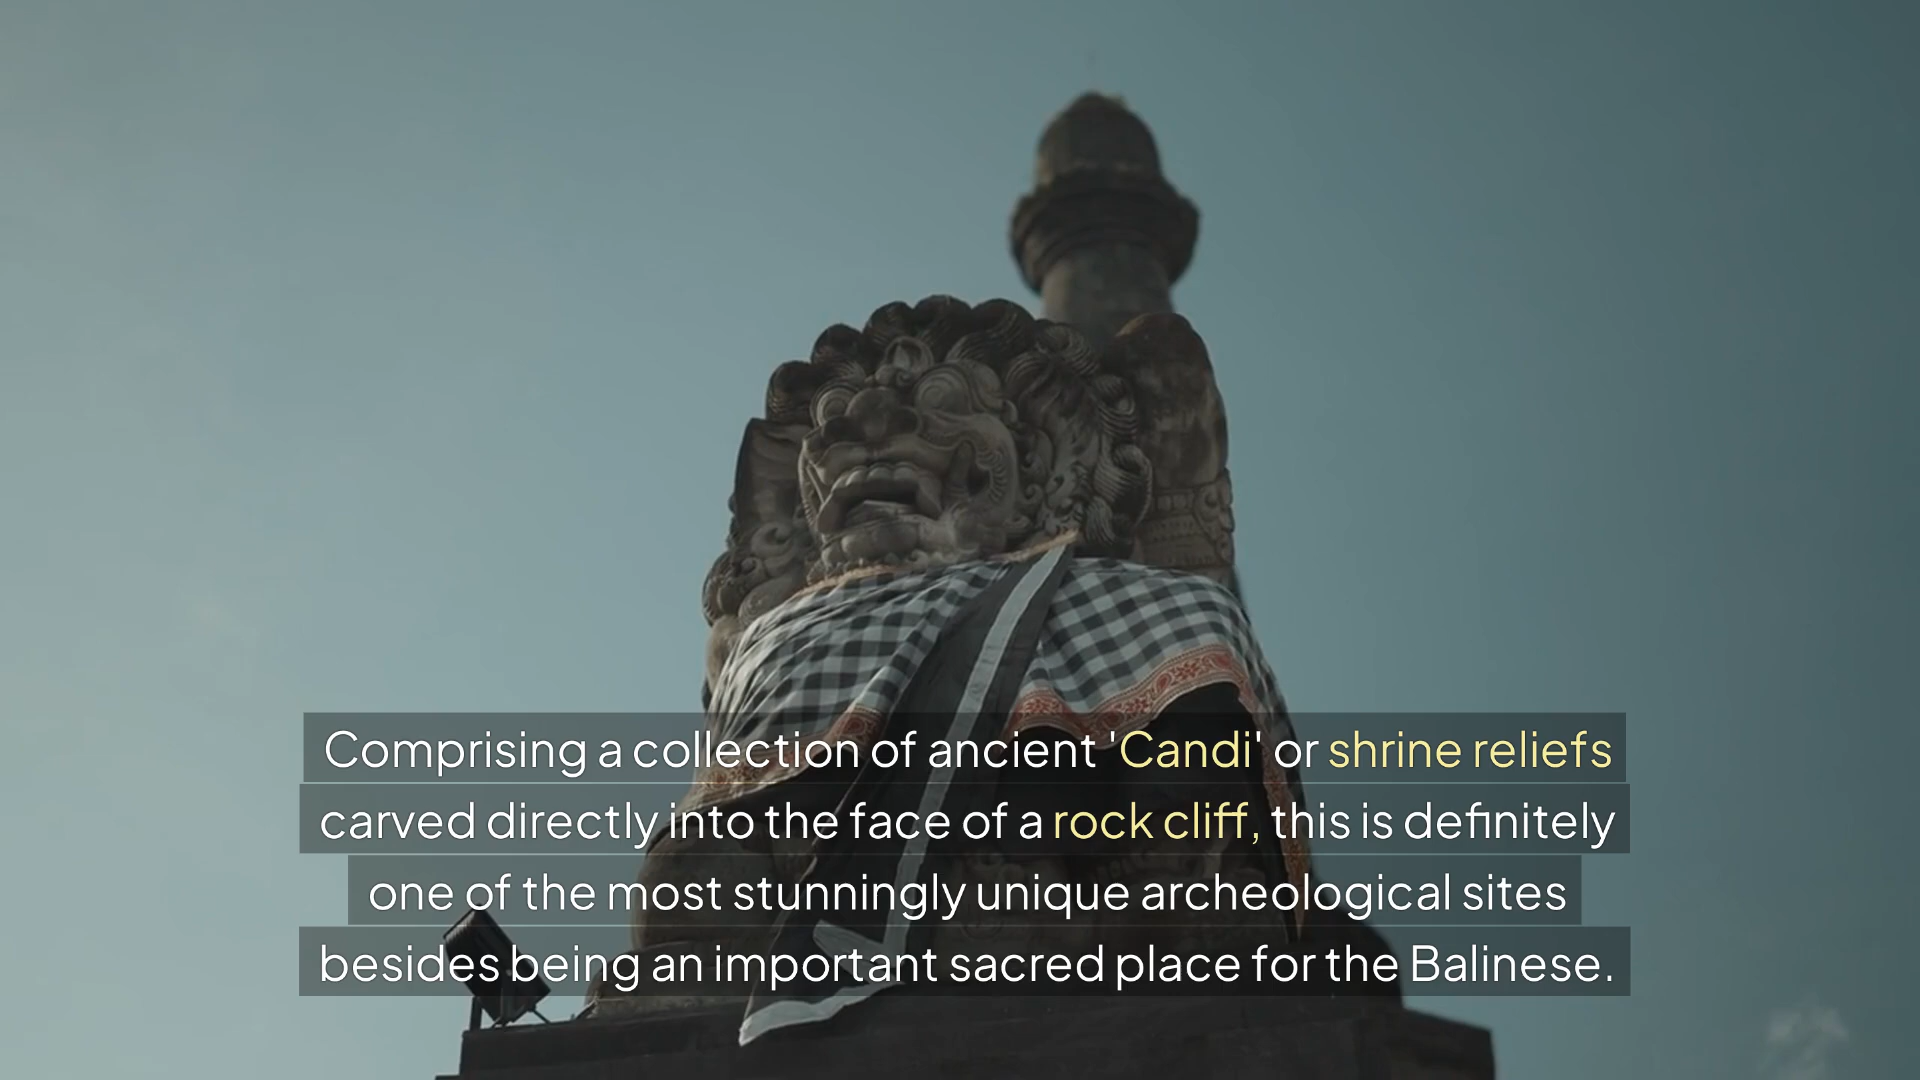 Comprising a collection of ancient 'Candi' or shrine reliefs
carved directly into the face of a rock cliff, this is definitely
one of the most stunningly unique archeological sites
besides being an important sacred place for the Balinese.